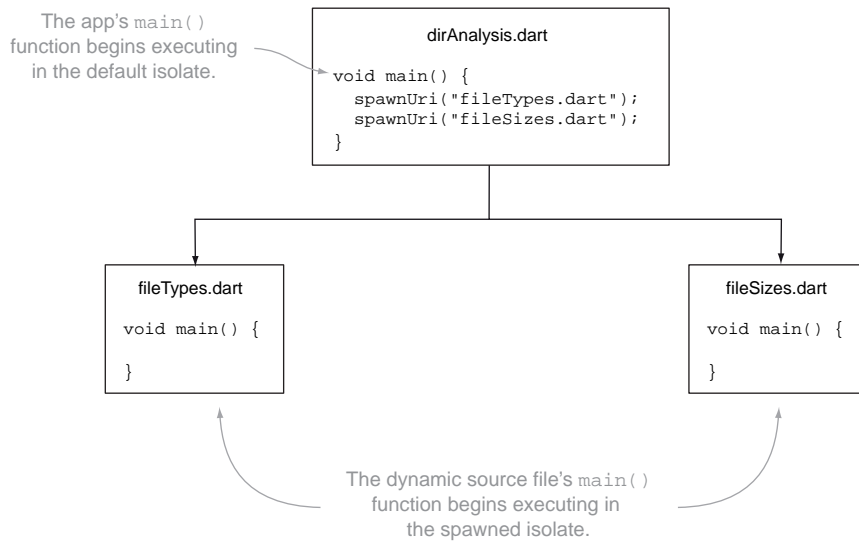 The app's main()
function begins executing
in the default isolate.
dirAnalysis.dart
void main() {
spawnUri("fileTypes.dart");
spawnUri("fileSizes.dart");
}
fileTypes.dart
void main() {
}
fileSizes.dart
void main() {
}
The dynamic source file's main()
function begins executing in
the spawned isolate.